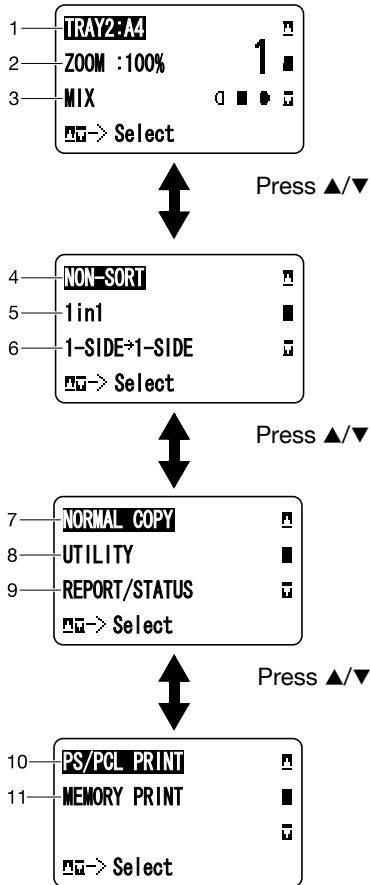 1 TRAY2:A4
2 ZOOM :100% 1
3 MIX
-> Select
Press ▲/▼
4 NON-SORT
5 1in1
6 1-SIDE→1-SIDE
-> Select
Press ▲/▼
7 NORMAL COPY
8 UTILITY
9 REPORT/STATUS
-> Select
Press ▲/▼
10 PS/PCL PRINT
11 MEMORY PRINT
-> Select